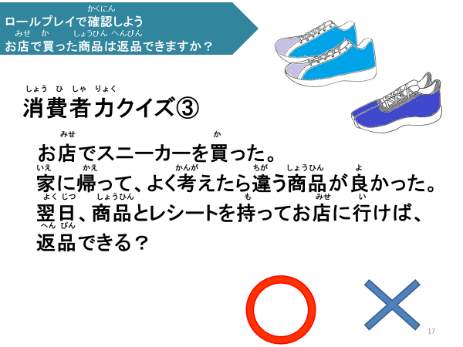 かくにん
ロールプレイで確認しよう
みせ か しょうひん へんぴん
お店で買った商品は返品できますか？
しょう ひ しゃ りょく
消費者力クイズ③
みせ か
お店でスニーカーを買った。
いえ かえ かんが ちが しょうひん よ
家に帰って、よく考えたら違う商品が良かった。
よくじつ しょうひん も みせ い
翌日、商品とレシートを持ってお店に行けば、
へん ぴん
返品できる？
17